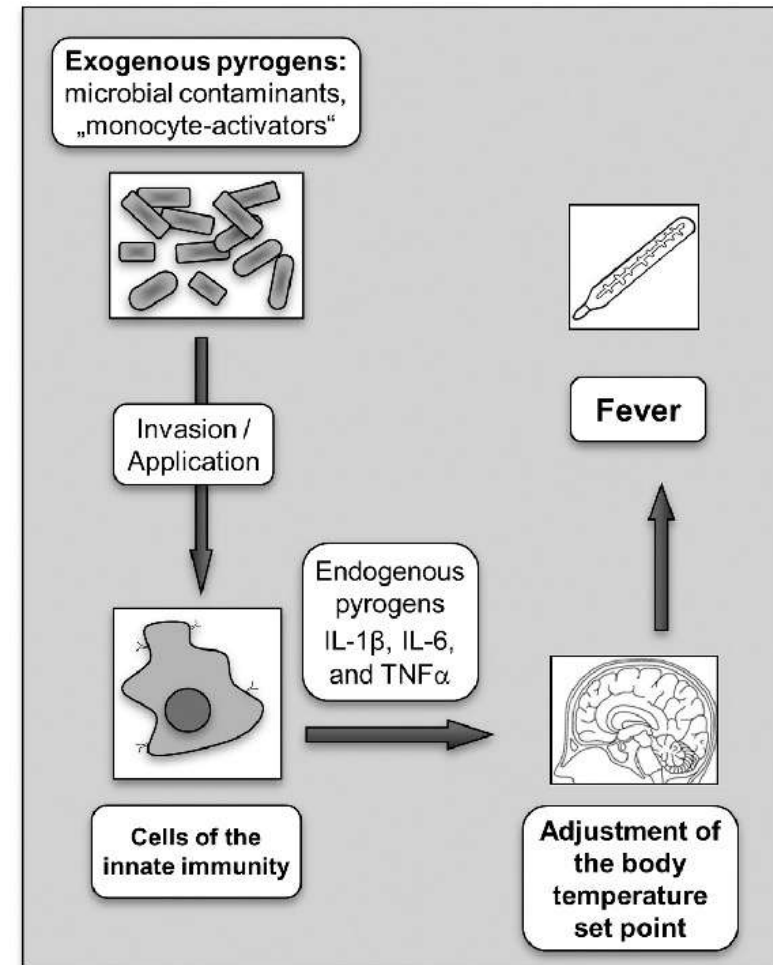 Exogenous pyrogens:
microbial contaminants,
„monocyte-activators“
Invasion /
Application
Endogenous
pyrogens
IL-1β, IL-6,
and TNFα
Cells of the
innate immunity
Fever
Adjustment of
the body
temperature
set point